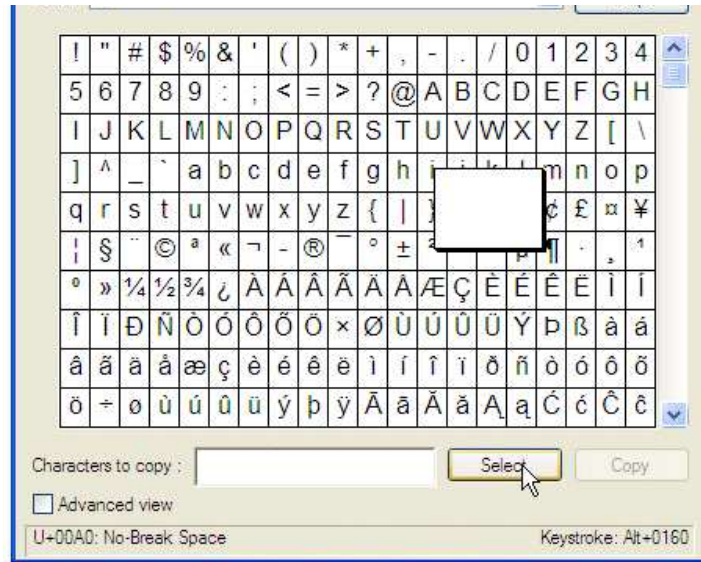 ! " # $ % & ' ( ) * + , - . / 0 1 2 3 4
5 6 7 8 9 : ; < = > ? @ A B C D E F G H
I J K L M N O P Q R S T U V W X Y Z [ \
] ^ _ ` a b c d e f g h m n o p
q r s t u v w x y z { | } ¢ £ ¤ ¥
¦ § ¨ © ª « ¬ - ® ¯ ° ± ² µ ¶ · ¸ ¹
º » ¼ ½ ¾ ¿ À Á Â Ã Ä Å Æ Ç È É Ê Ë Ì Í
Î Ï Ð Ñ Ò Ó Ô Õ Ö × Ø Ù Ú Û Ü Ý Þ ß à á
â ã ä å æ ç è é ê ë ì í î ï ð ñ ò ó ô õ
ö ÷ ø ù ú û ü ý þ ÿ Ā ā Ă ă Ą ą Ć ć Ĉ ĉ
Characters to copy : Select Copy
Advanced view
U+00A0: No-Break Space Keystroke: Alt+0160